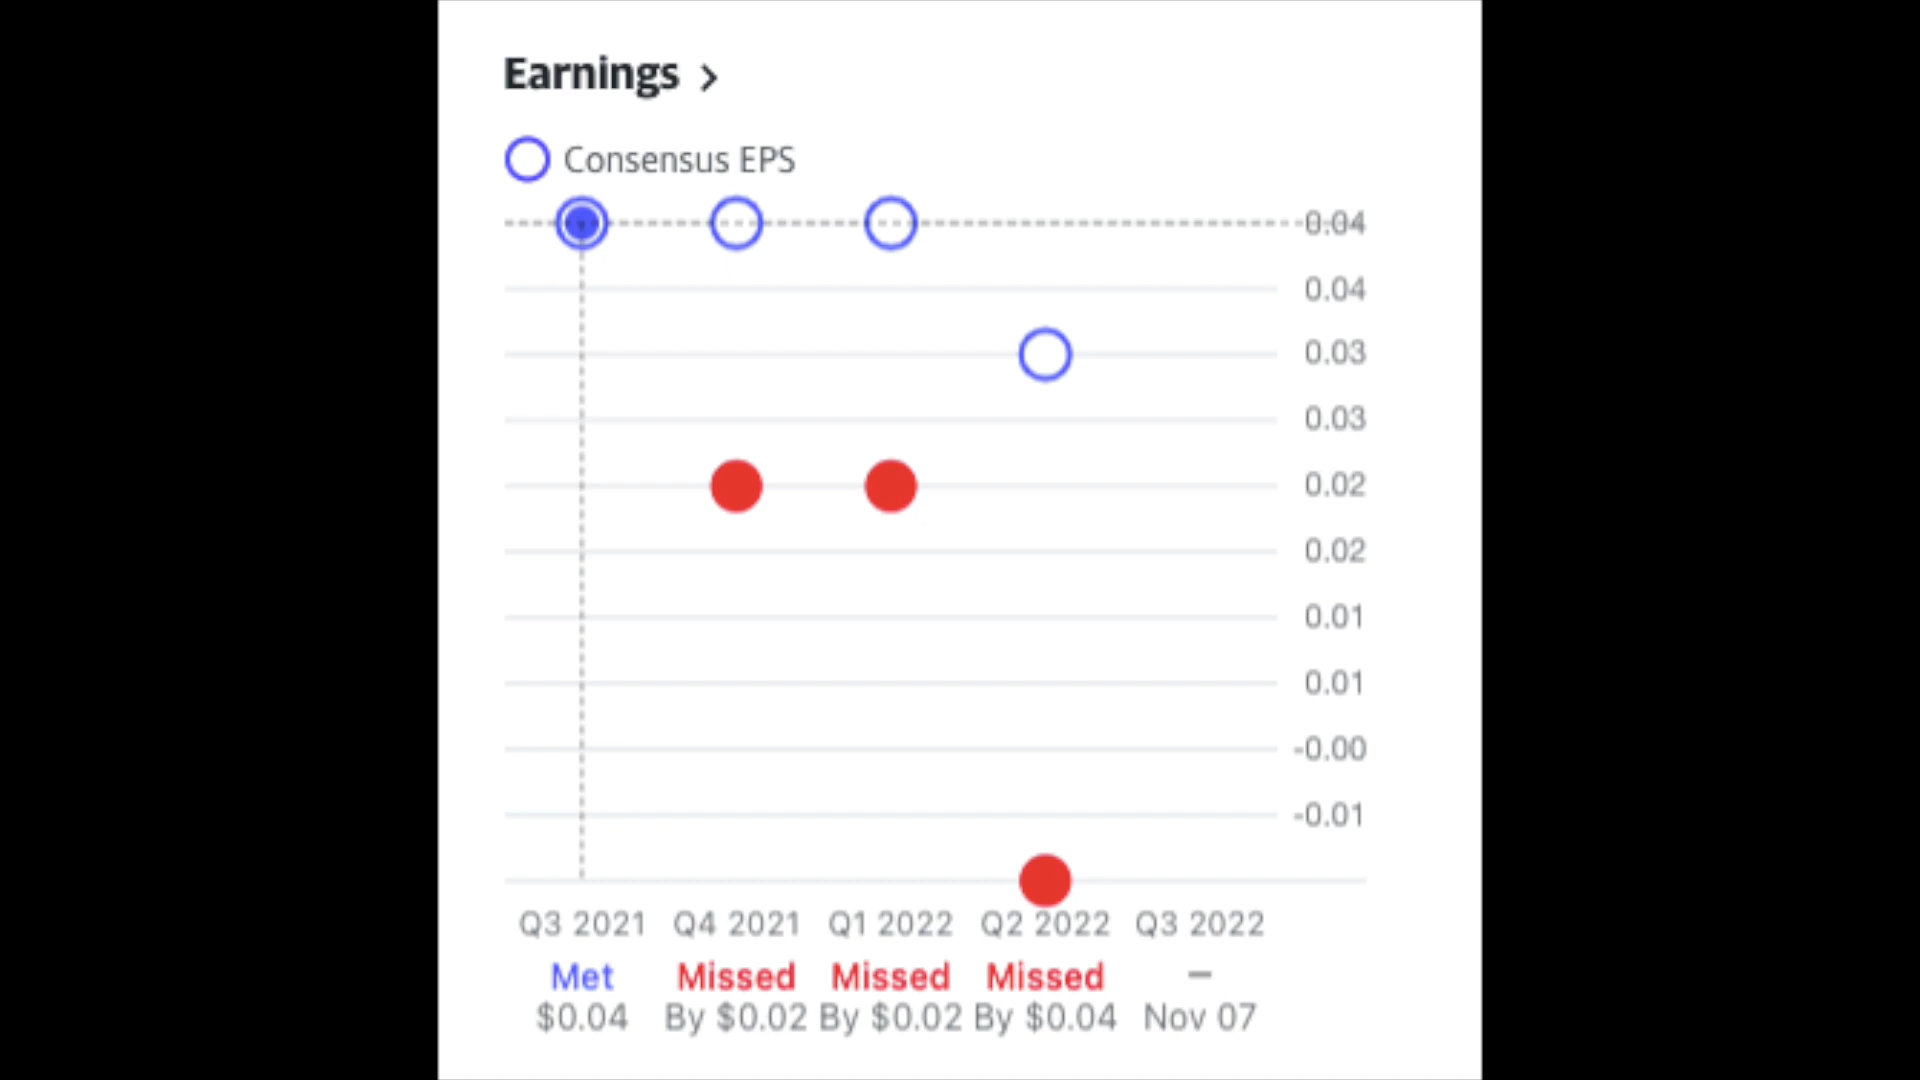 Earnings >
Consensus EPS
0.04
0.04
0.03
0.03
0.02
0.02
0.01
0.01
-0.00
-0.01
Q3 2021 Q4 2021 Q1 2022 Q2 2022 Q3 2022
Met Missed Missed Missed –
$0.04 By $0.02 By $0.02 By $0.04 Nov 07